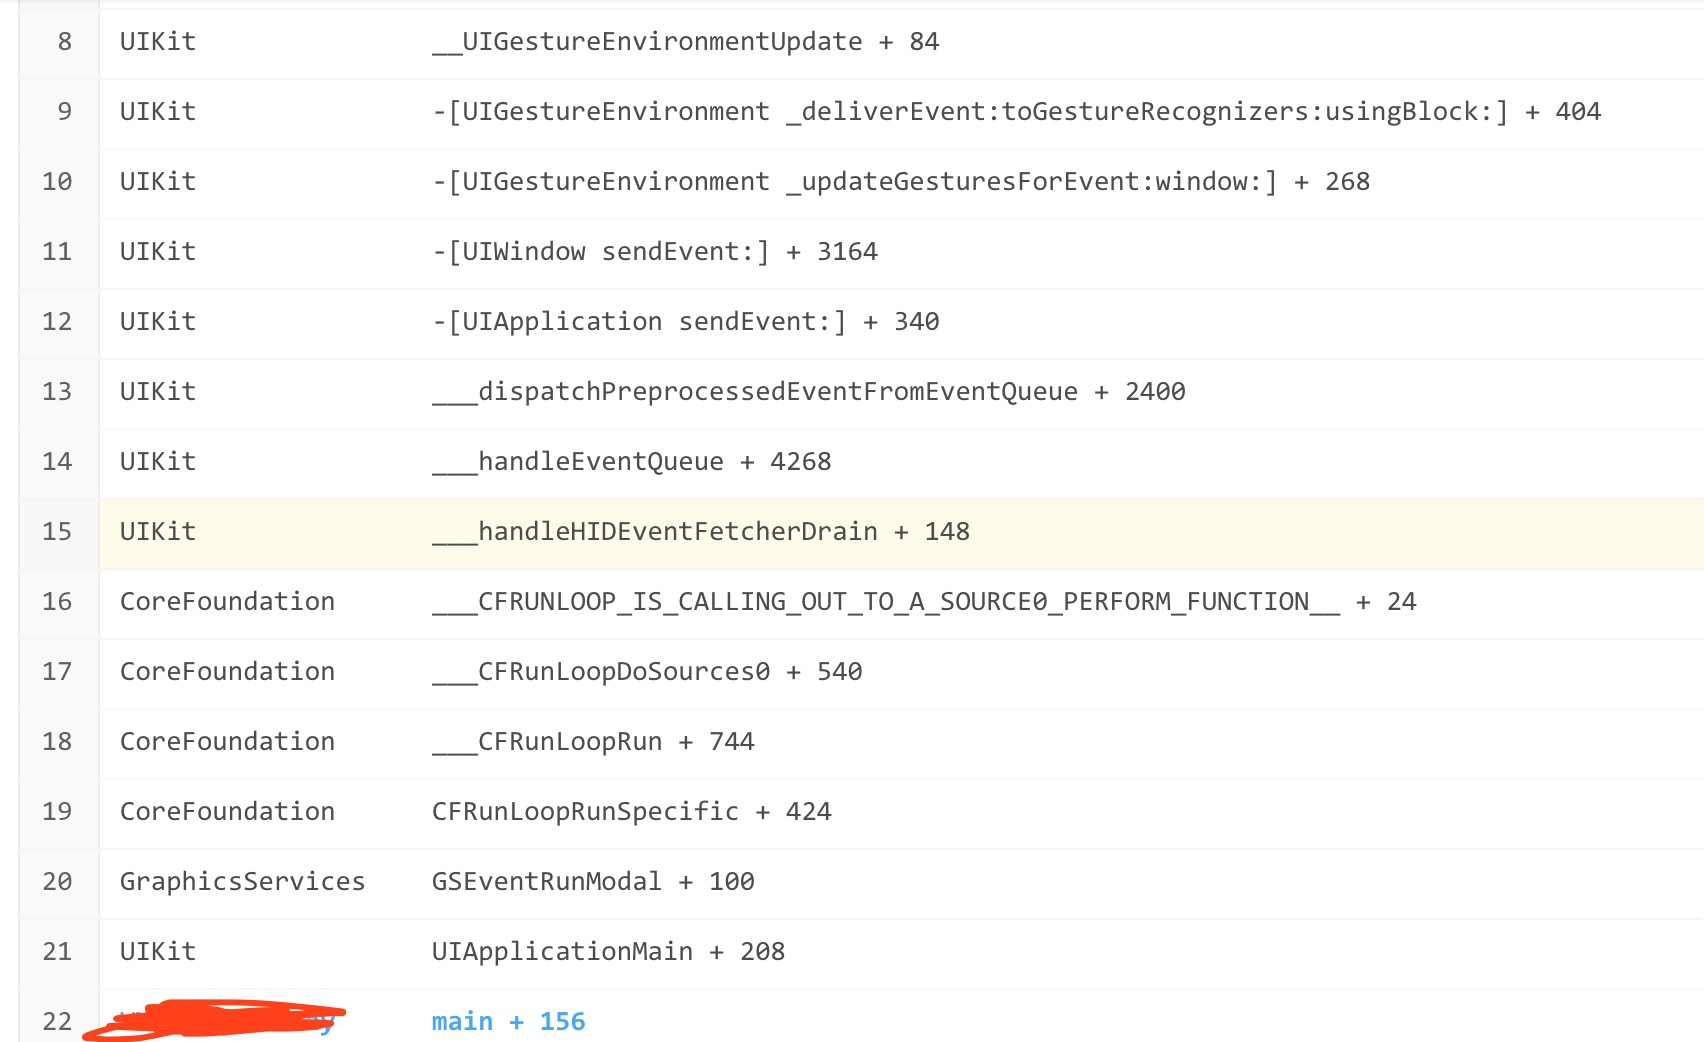 8 UIKit __UIGestureEnvironmentUpdate + 84
9 UIKit -[UIGestureEnvironment _deliverEvent:toGestureRecognizers:usingBlock:] + 404
10 UIKit -[UIGestureEnvironment _updateGesturesForEvent:window:] + 268
11 UIKit -[UIWindow sendEvent:] + 3164
12 UIKit -[UIApplication sendEvent:] + 340
13 UIKit ___dispatchPreprocessedEventFromEventQueue + 2400
14 UIKit ___handleEventQueue + 4268
15 UIKit ___handleHIDEventFetcherDrain + 148
16 CoreFoundation ___CFRUNLOOP_IS_CALLING_OUT_TO_A_SOURCE0_PERFORM_FUNCTION__ + 24
17 CoreFoundation ___CFRunLoopDoSources0 + 540
18 CoreFoundation ___CFRunLoopRun + 744
19 CoreFoundation CFRunLoopRunSpecific + 424
20 GraphicsServices GSEventRunModal + 100
21 UIKit UIApplicationMain + 208
22 main + 156